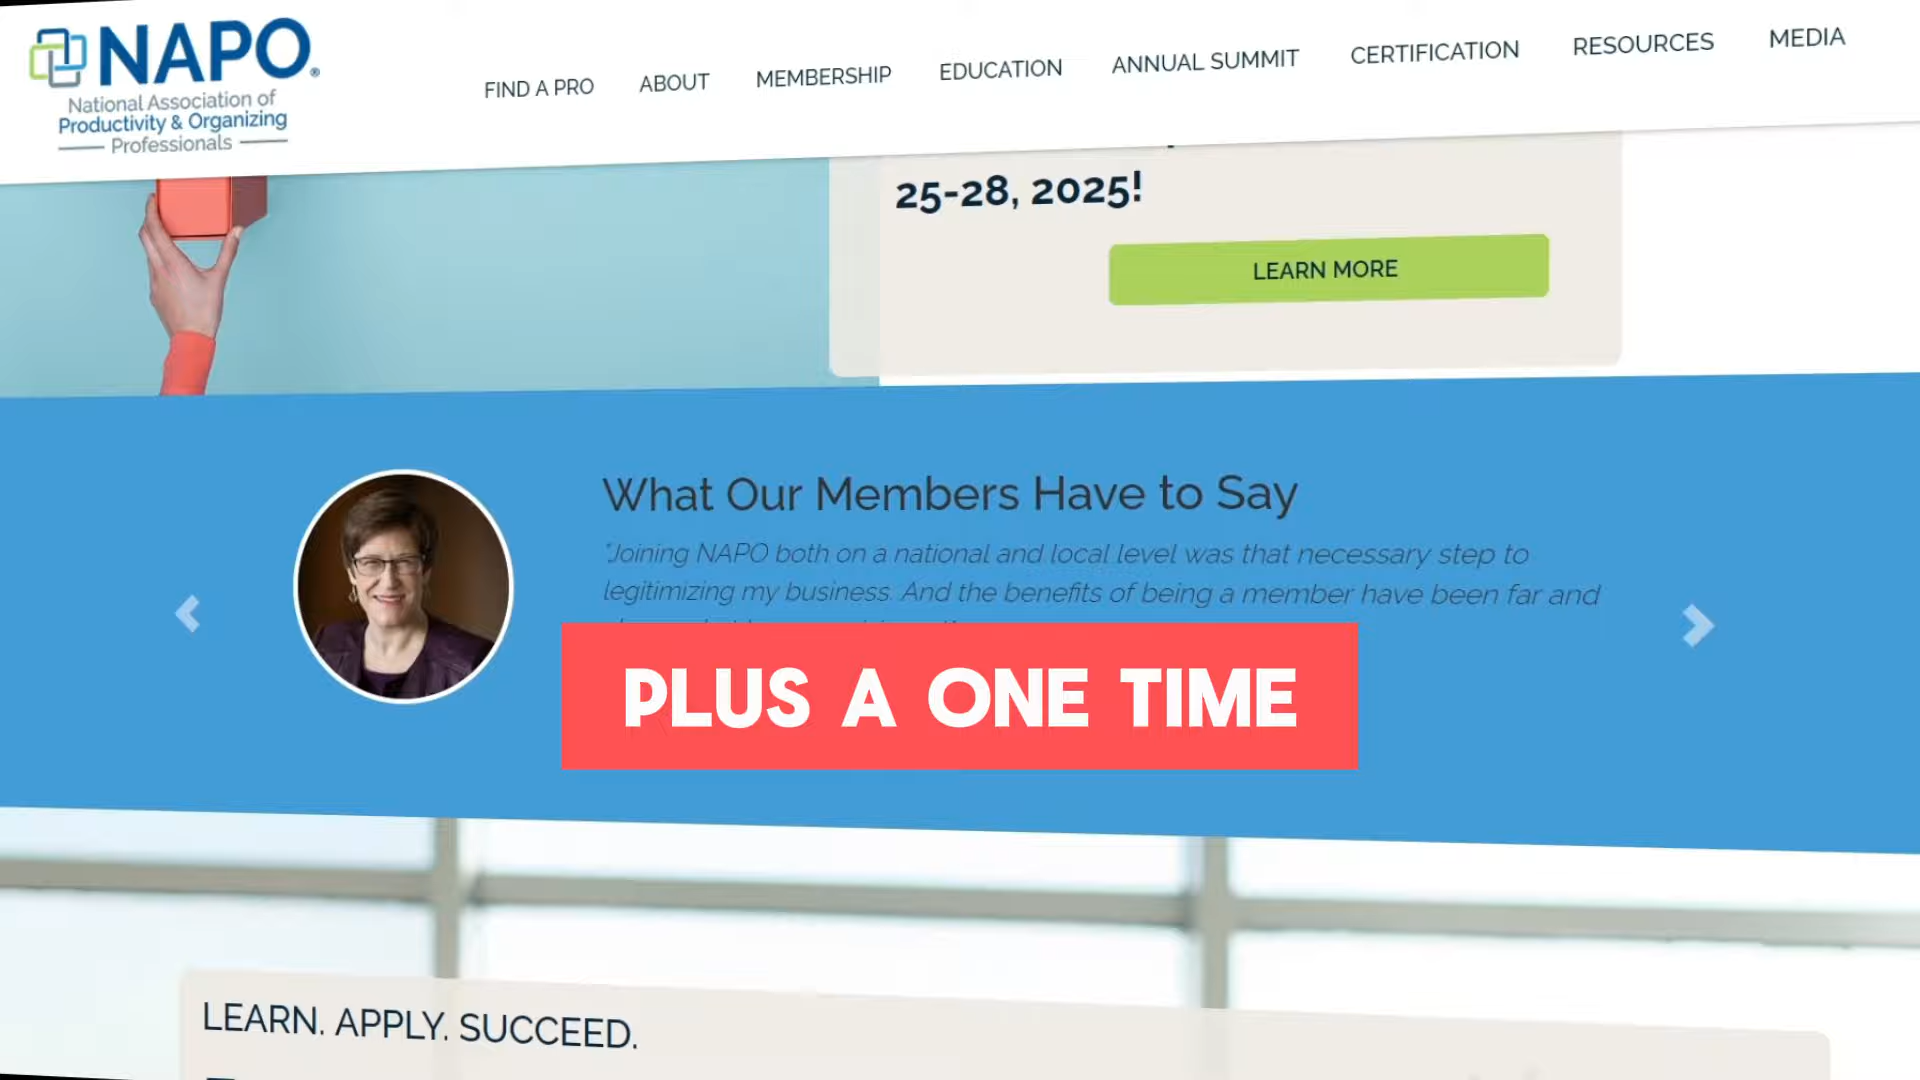 NAPO®
National Association of
Productivity & Organizing
Professionals
FIND A PRO
ABOUT
MEMBERSHIP
EDUCATION
ANNUAL SUMMIT
CERTIFICATION
RESOURCES
MEDIA
25-28, 2025!
LEARN MORE
What Our Members Have to Say
"Joining NAPO both on a national and local level was that necessary step to
legitimizing my business. And the benefits of being a member have been far and
PLUS A ONE TIME
LEARN. APPLY. SUCCEED.